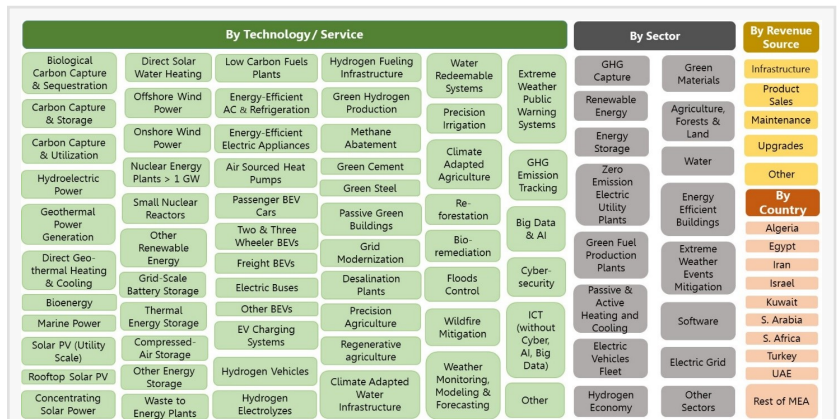 By Technology/ Service
By Sector
By Revenue
Source
Biological
Carbon Capture
& Sequestration
Carbon Capture
& Storage
Carbon Capture
& Utilization
Hydroelectric
Power
Geothermal
Power
Generation
Direct Geo-
thermal Heating
& Cooling
Bioenergy
Marine Power
Solar PV (Utility
Scale)
Rooftop Solar PV
Concentrating
Solar Power
Direct Solar
Water Heating
Offshore Wind
Power
Onshore Wind
Power
Nuclear Energy
Plants > 1 GW
Small Nuclear
Reactors
Other
Renewable
Energy
Grid-Scale
Battery Storage
Thermal
Energy Storage
Compressed-
Air Storage
Other Energy
Storage
Waste to
Energy Plants
Low Carbon Fuels
Plants
Energy-Efficient
AC & Refrigeration
Energy-Efficient
Electric Appliances
Air Sourced Heat
Pumps
Passenger BEV
Cars
Two & Three
Wheeler BEVs
Freight BEVs
Electric Buses
Other BEVs
EV Charging
Systems
Hydrogen Vehicles
Hydrogen
Electrolyzes
Hydrogen Fueling
Infrastructure
Green Hydrogen
Production
Methane
Abatement
Green Cement
Green Steel
Passive Green
Buildings
Grid
Modernization
Desalination
Plants
Precision
Agriculture
Regenerative
agriculture
Climate Adapted
Water
Infrastructure
Water
Redeemable
Systems
Precision
Irrigation
Climate
Adapted
Agriculture
Re-
forestation
Bio-
remediation
Floods
Control
Wildfire
Mitigation
Weather
Monitoring,
Modeling &
Forecasting
Extreme
Weather
Public
Warning
Systems
GHG
Emission
Tracking
Big Data
& AI
Cyber-
security
ICT
(without
Cyber,
AI, Big
Data)
Other
GHG
Capture
Renewable
Energy
Energy
Storage
Zero
Emission
Electric
Utility
Plants
Green Fuel
Production
Plants
Passive &
Active
Heating and
Cooling
Electric
Vehicles
Fleet
Hydrogen
Economy
Green
Materials
Agriculture,
Forests &
Land
Water
Energy
Efficient
Buildings
Extreme
Weather
Events
Mitigation
Software
Electric Grid
Other
Sectors
Infrastructure
Product
Sales
Maintenance
Upgrades
Other
By
Country
Algeria
Egypt
Iran
Israel
Kuwait
S. Arabia
S. Africa
Turkey
UAE
Rest of MEA